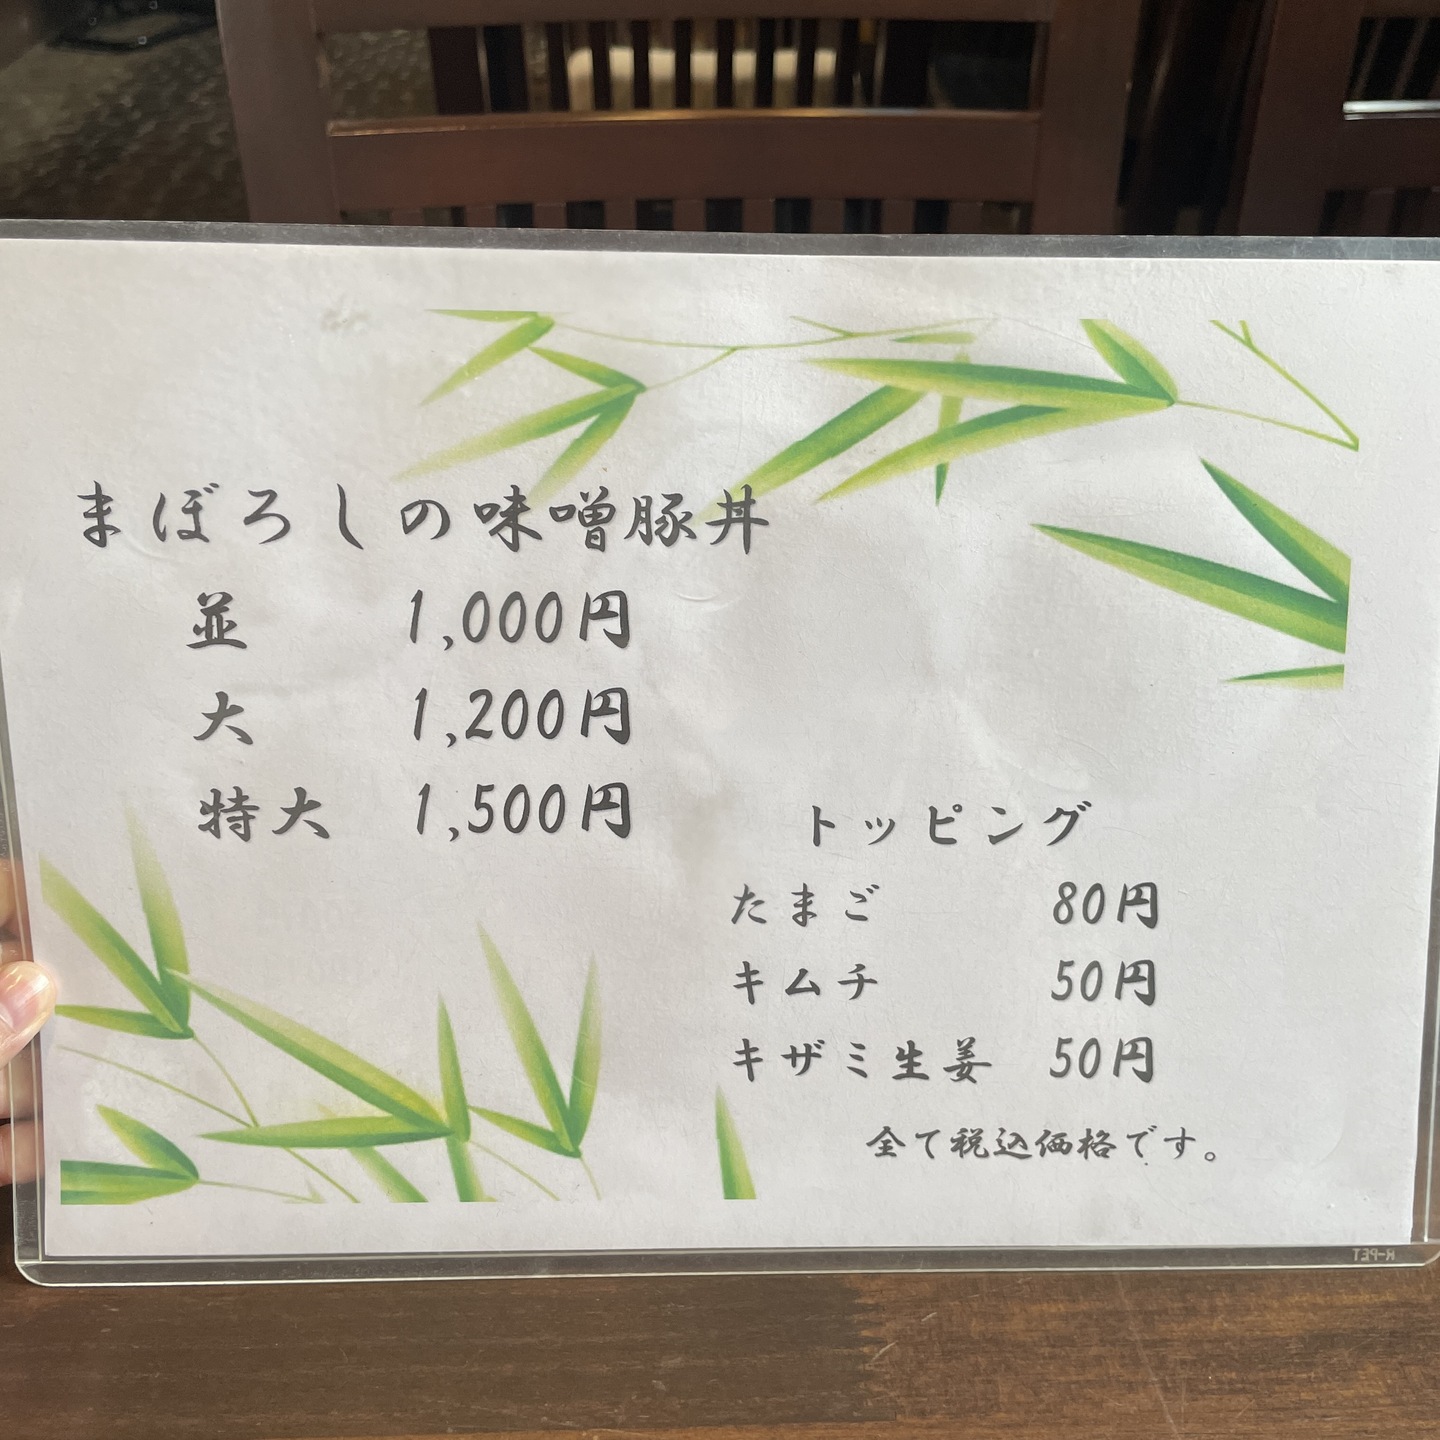 まぼろしの味噌豚丼
並 1,000円
大 1,200円
特大 1,500円
トッピング
たまご 80円
キムチ 50円
キザミ生姜 50円
全て税込価格です。
R-PET